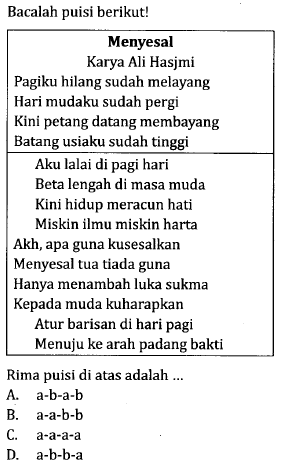 Bacalah puisi berikut!
Menyesal
Karya Ali Hasjmi
Pagiku hilang sudah melayang
Hari mudaku sudah pergi
Kini petang datang membayang
Batang usiaku sudah tinggi
Aku lalai di pagi hari
Beta lengah di masa muda
Kini hidup meracun hati
Miskin ilmu miskin harta
Akh, apa guna kusesalkan
Menyesal tua tiada guna
Hanya menambah luka sukma
Kepada muda kuharapkan
Atur barisan di hari pagi
Menuju ke arah padang bakti
Rima puisi di atas adalah ...
A. a-b-a-b
B. a-a-b-b
C. a-a-a-a
D. a-b-b-a